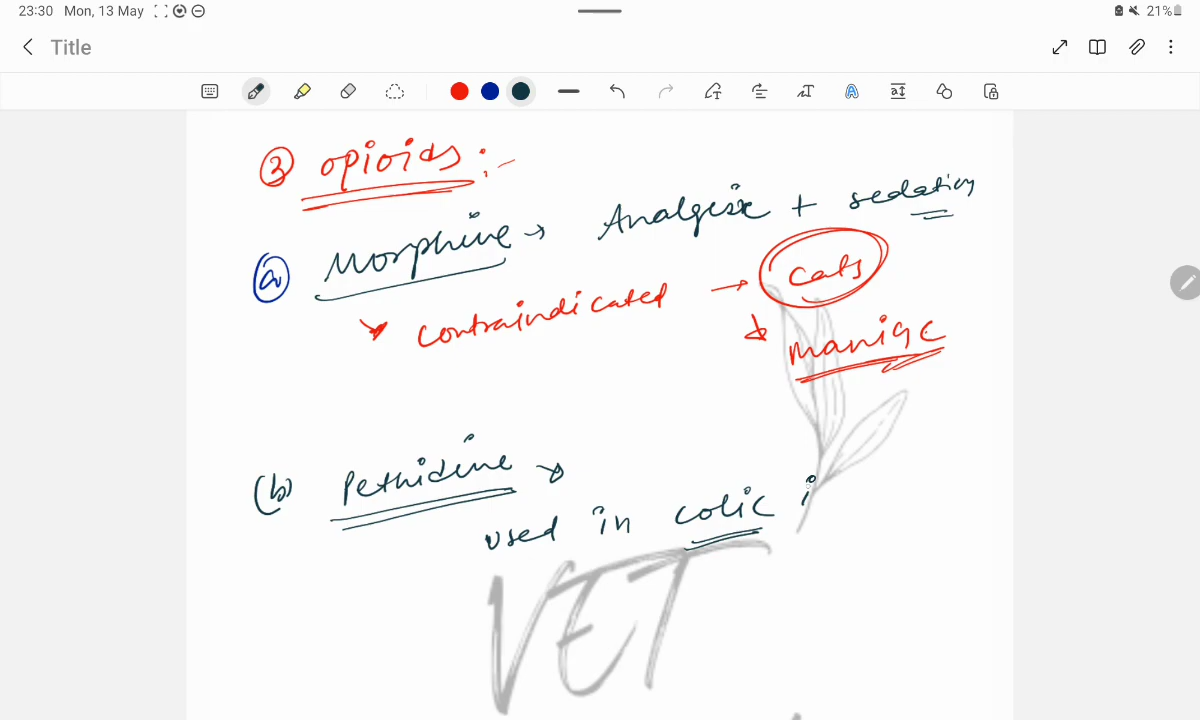 23:30 Mon, 13 May 21%
Title
③ opioids :-
ⓐ Morphine → Analgesic + sedation
contraindicated → cats
↓ maniac
(b) Pethidine →
used in colic i
VET